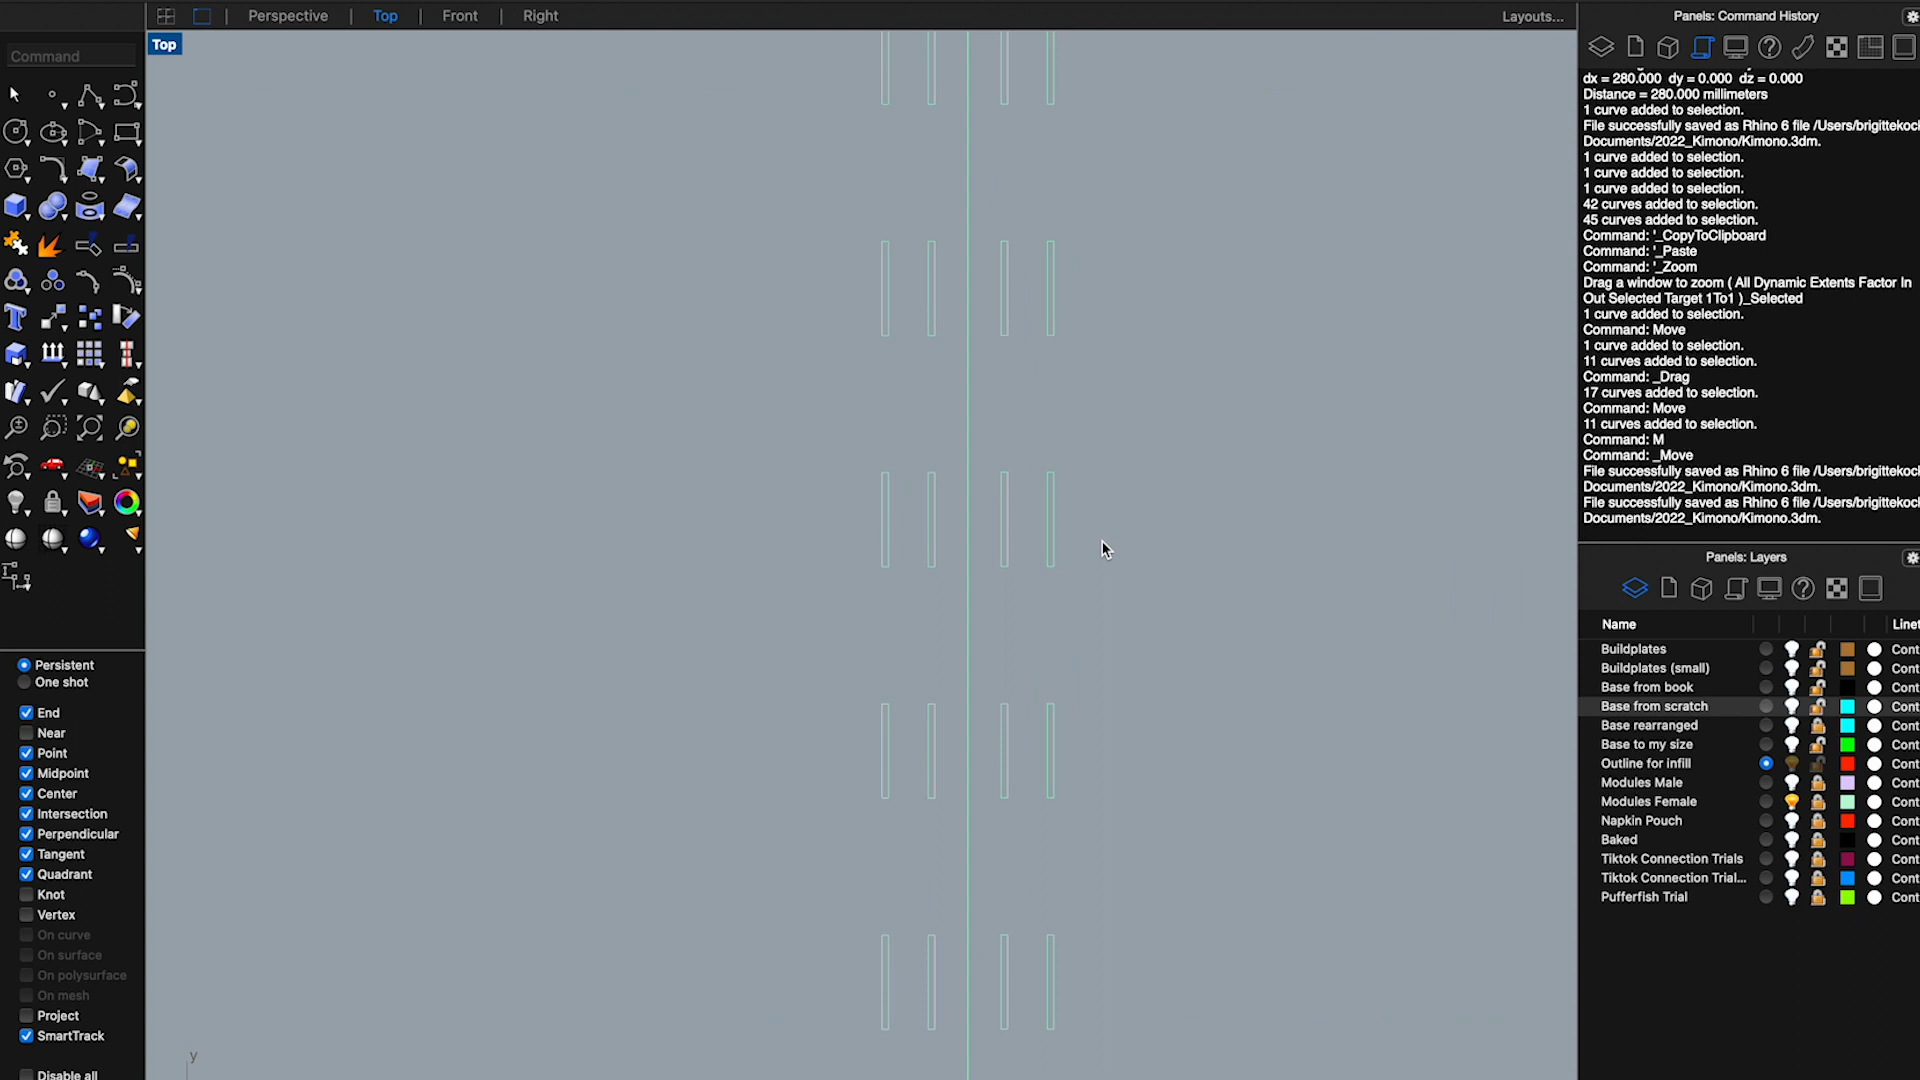 Perspective | Top | Front | Right
Layouts...
Panels: Command History
Top
Command
dx = 280.000 dy = 0.000 dz = 0.000
Distance = 280.000 millimeters
1 curve added to selection.
File successfully saved as Rhino 6 file /Users/brigittekock
Documents/2022_Kimono/Kimono.3dm.
1 curve added to selection.
1 curve added to selection.
1 curve added to selection.
42 curves added to selection.
45 curves added to selection.
Command: '_CopyToClipboard
Command: '_Paste
Command: '_Zoom
Drag a window to zoom ( All Dynamic Extents Factor In
Out Selected Target 1To1 )_Selected
1 curve added to selection.
Command: Move
1 curve added to selection.
11 curves added to selection.
Command: _Drag
17 curves added to selection.
Command: Move
11 curves added to selection.
Command: M
Command: _Move
File successfully saved as Rhino 6 file /Users/brigittekock
Documents/2022_Kimono/Kimono.3dm.
File successfully saved as Rhino 6 file /Users/brigittekock
Documents/2022_Kimono/Kimono.3dm.
Panels: Layers
Name Linet
Buildplates Cont
Buildplates (small) Cont
Base from book Cont
Base from scratch Cont
Base rearranged Cont
Base to my size Cont
Outline for infill Cont
Modules Male Cont
Modules Female Cont
Napkin Pouch Cont
Baked Cont
Tiktok Connection Trials Cont
Tiktok Connection Trial... Cont
Pufferfish Trial Cont
Persistent
One shot
End
Near
Point
Midpoint
Center
Intersection
Perpendicular
Tangent
Quadrant
Knot
Vertex
On curve
On surface
On polysurface
On mesh
Project
SmartTrack
Disable all
y